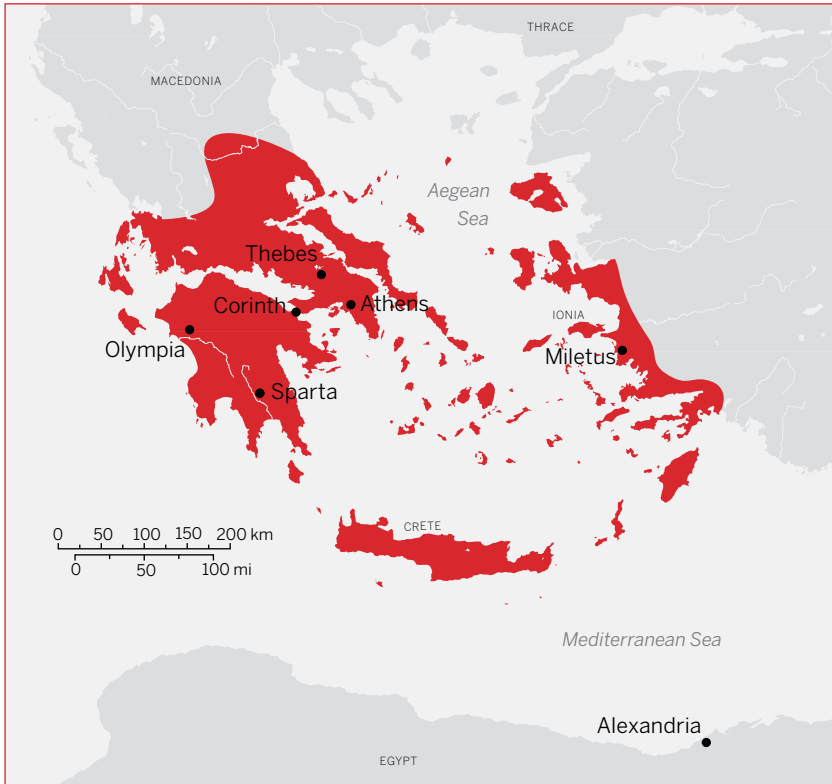 THRACE
MACEDONIA
Aegean
Sea
Thebes
Corinth
Athens
IONIA
Olympia
Miletus
Sparta
CRETE
0 50 100 150 200 km
0 50 100 mi
Mediterranean Sea
Alexandria
EGYPT